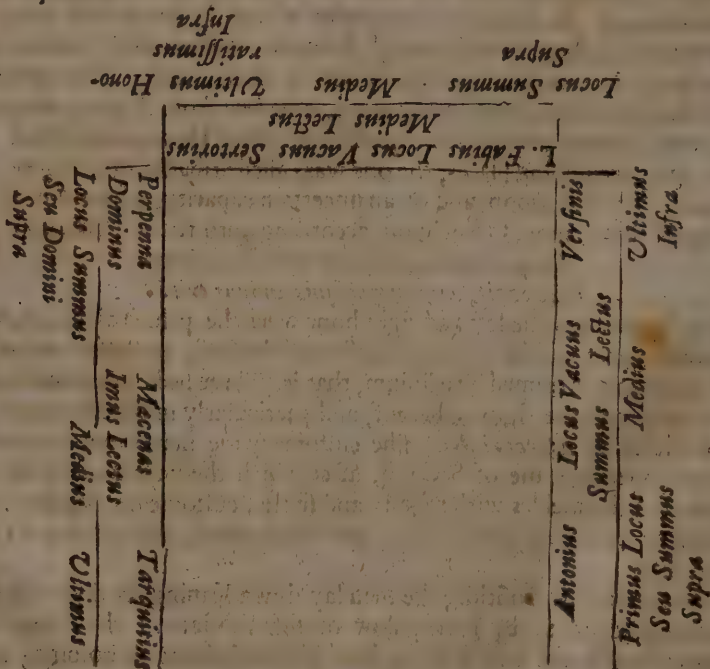 L. Fabius Locus Vacuus Sertorius
Medius Lectus
Locus Summus Medius Ultimus Hono-
Supra ratiſſimus
Infra
Perpenna Mæcenas Tarquitius
Dominus Imus Lectus
Locus Summus Medius Ultimus
Seu Domini
Supra
Antonius Locus Vacuus Verſinis
Summus Lectus
Primus Locus Medius Ultimus
Seu Summus Infra
Supra